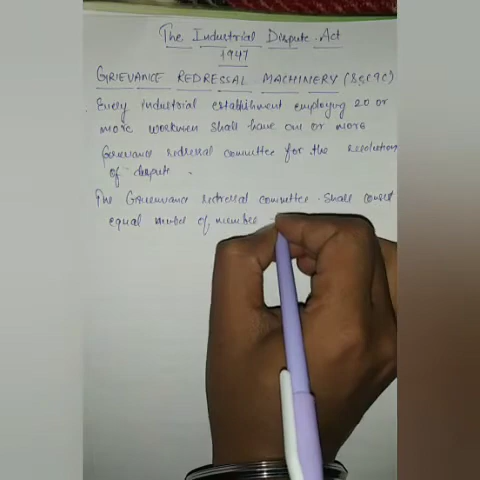 The Industrial Dispute Act
1947
GRIEVANCE REDRESSAL MACHINERY (Sec 9C)
Every industrial establishment employing 20 or
more workmen shall have one or more
Grievance redressal committee for the resolution
of dispute.
The Grievance redressal committee shall consist
equal number of member